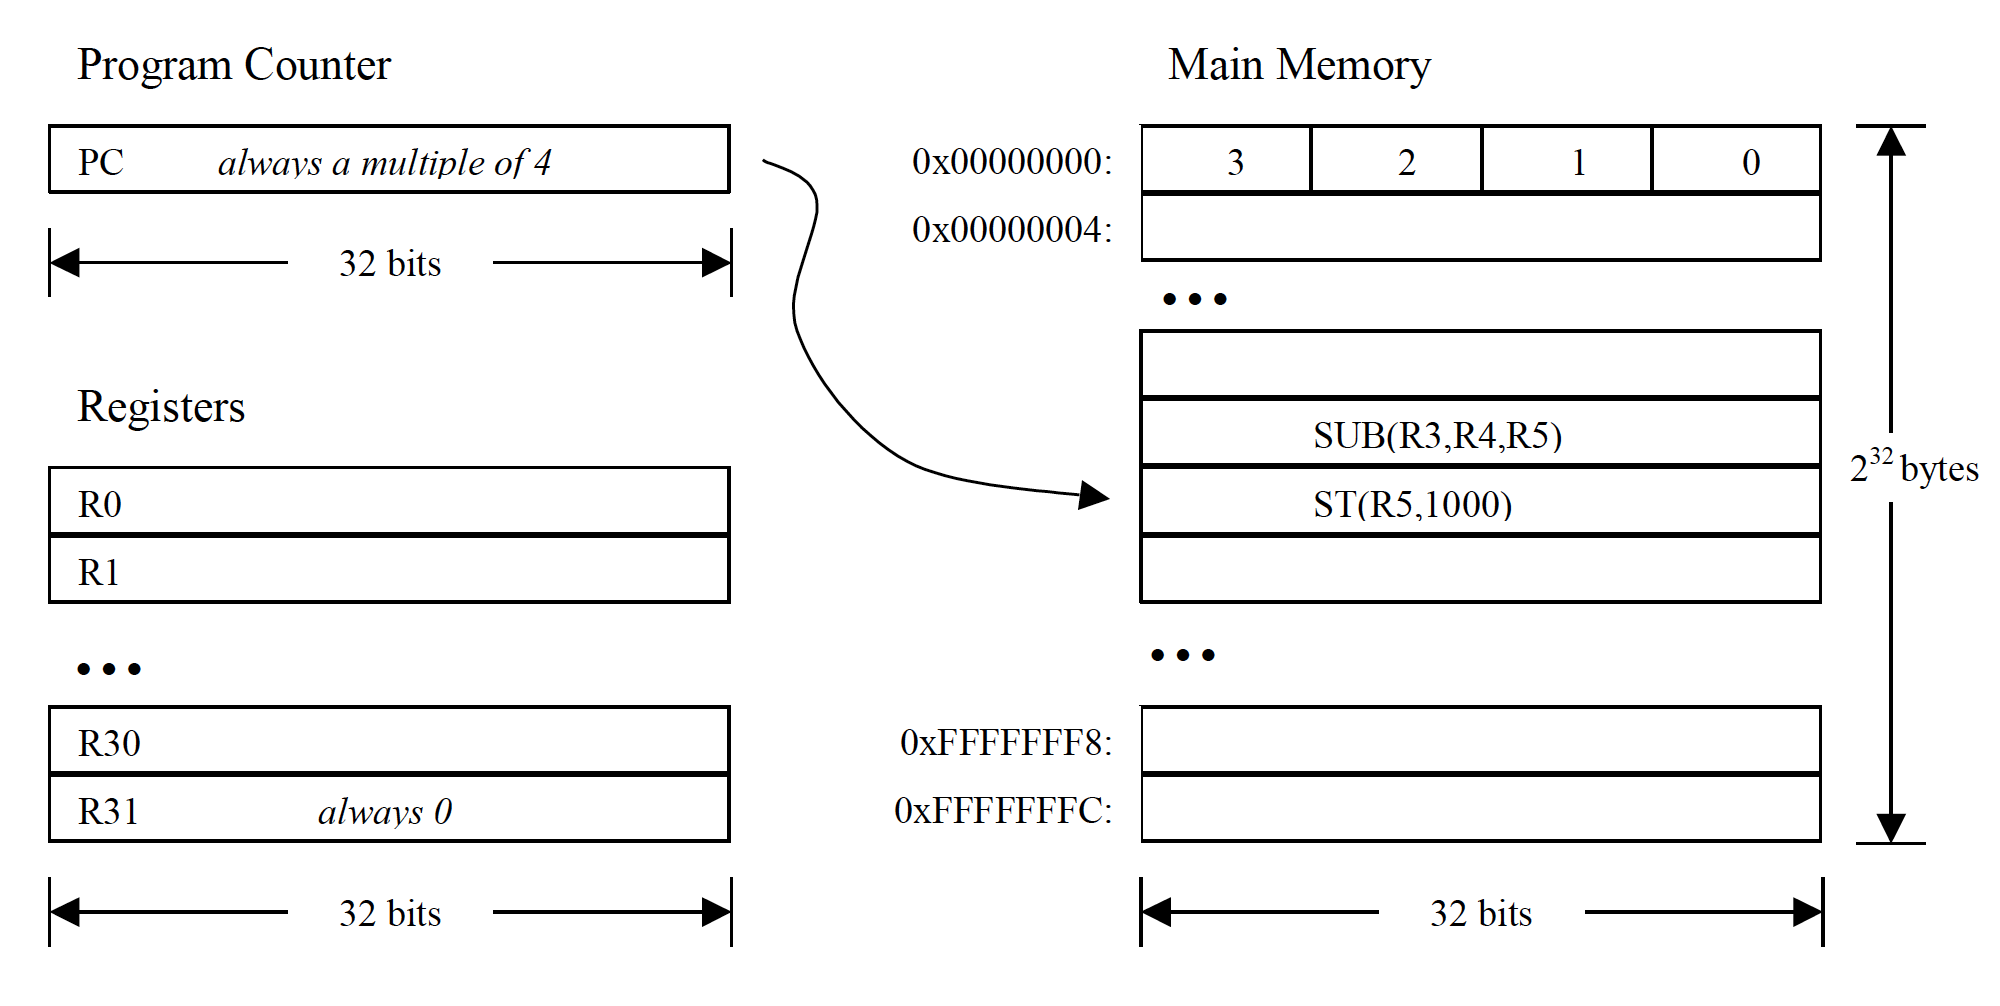 Program Counter
PC always a multiple of 4
32 bits
Registers
R0
R1
•••
R30
R31 always 0
32 bits
Main Memory
0x00000000: 3 2 1 0
0x00000004:
•••
SUB(R3,R4,R5)
ST(R5,1000)
•••
0xFFFFFFF8:
0xFFFFFFFC:
32 bits
2³² bytes